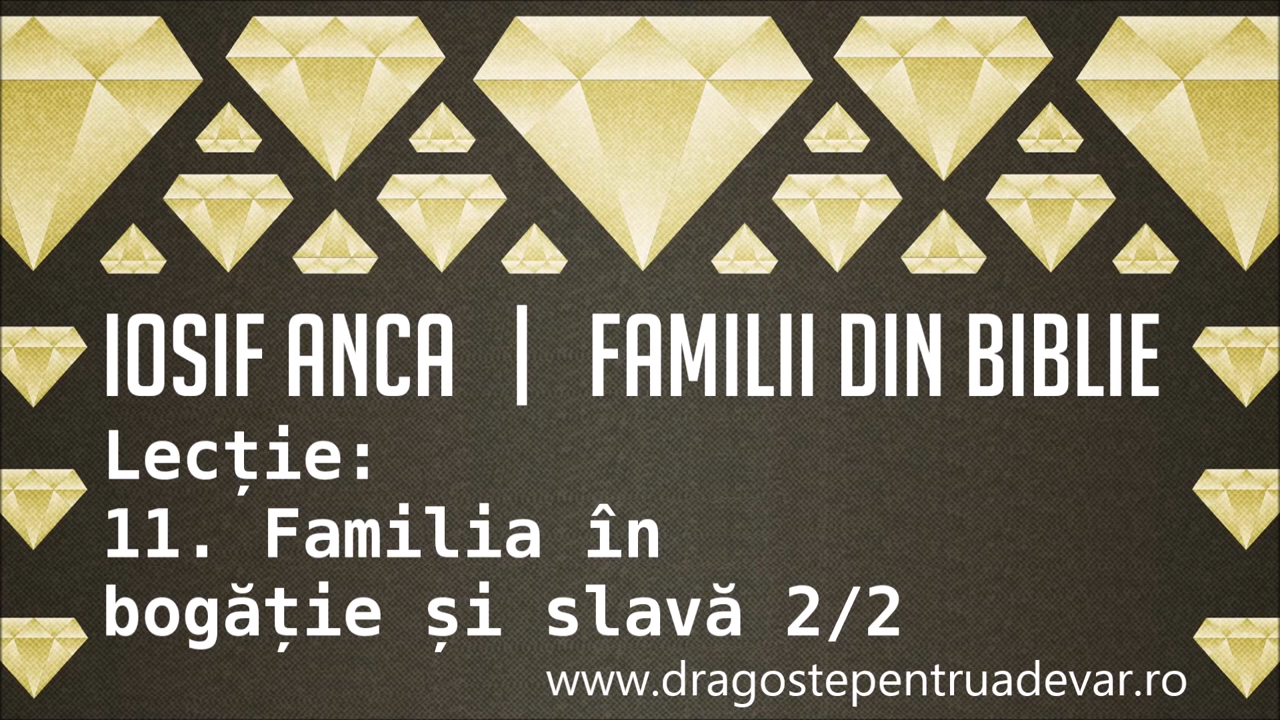 IOSIF ANCA | FAMILII DIN BIBLIE
Lecție:
11. Familia în
bogăție și slavă 2/2
www.dragostepentruadevar.ro